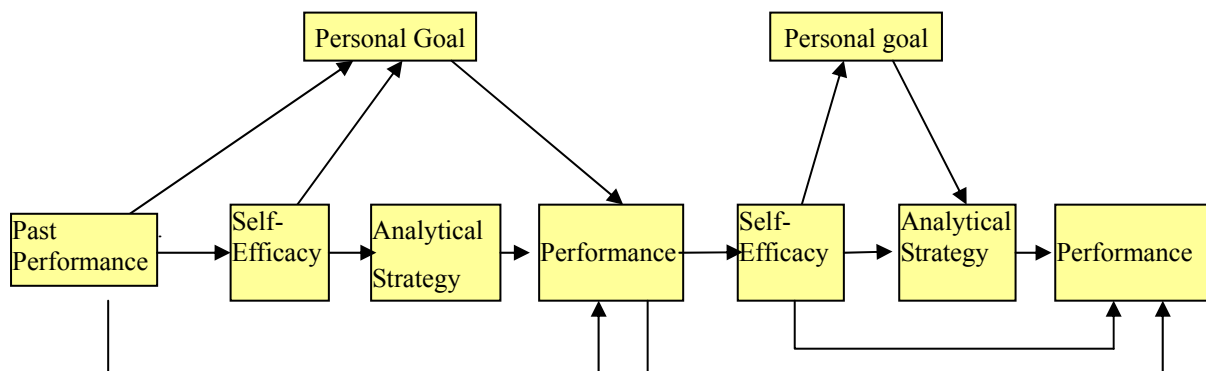 Personal Goal
Personal goal
Past
Performance
Self-
Efficacy
Analytical
Strategy
Performance
Self-
Efficacy
Analytical
Strategy
Performance